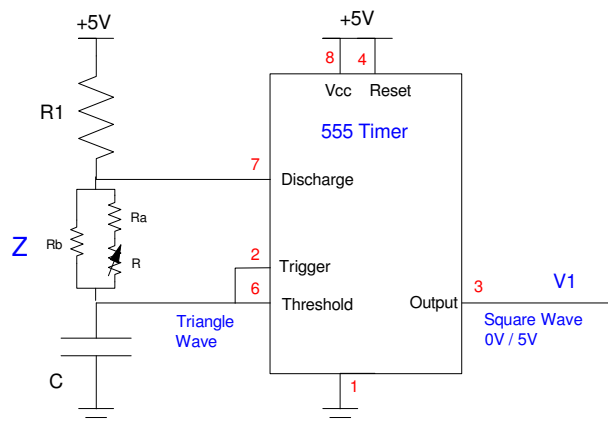 +5V
+5V
8
4
Vcc
Reset
R1
555 Timer
7
Discharge
Ra
Z
Rb
R
2
Trigger
6
Threshold
3
Output
V1
Triangle
Wave
Square Wave
0V / 5V
C
1